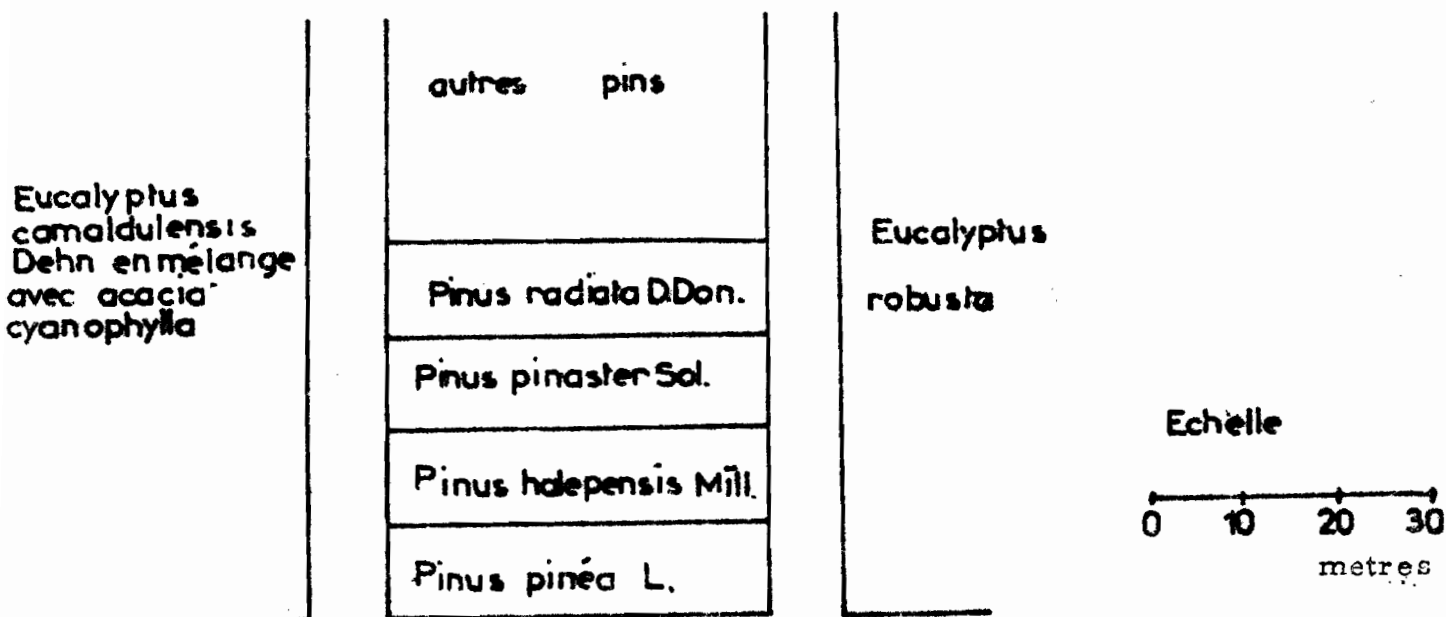 autres pins
Eucalyptus
camaldulensis
Dehn en mélange
avec acacia
cyanophylla
Pinus radiata D.Don.
Pinus pinaster Sol.
Pinus halepensis Mill.
Pinus pinéa L.
Eucalyptus
robusta
Echelle
0 10 20 30
metres